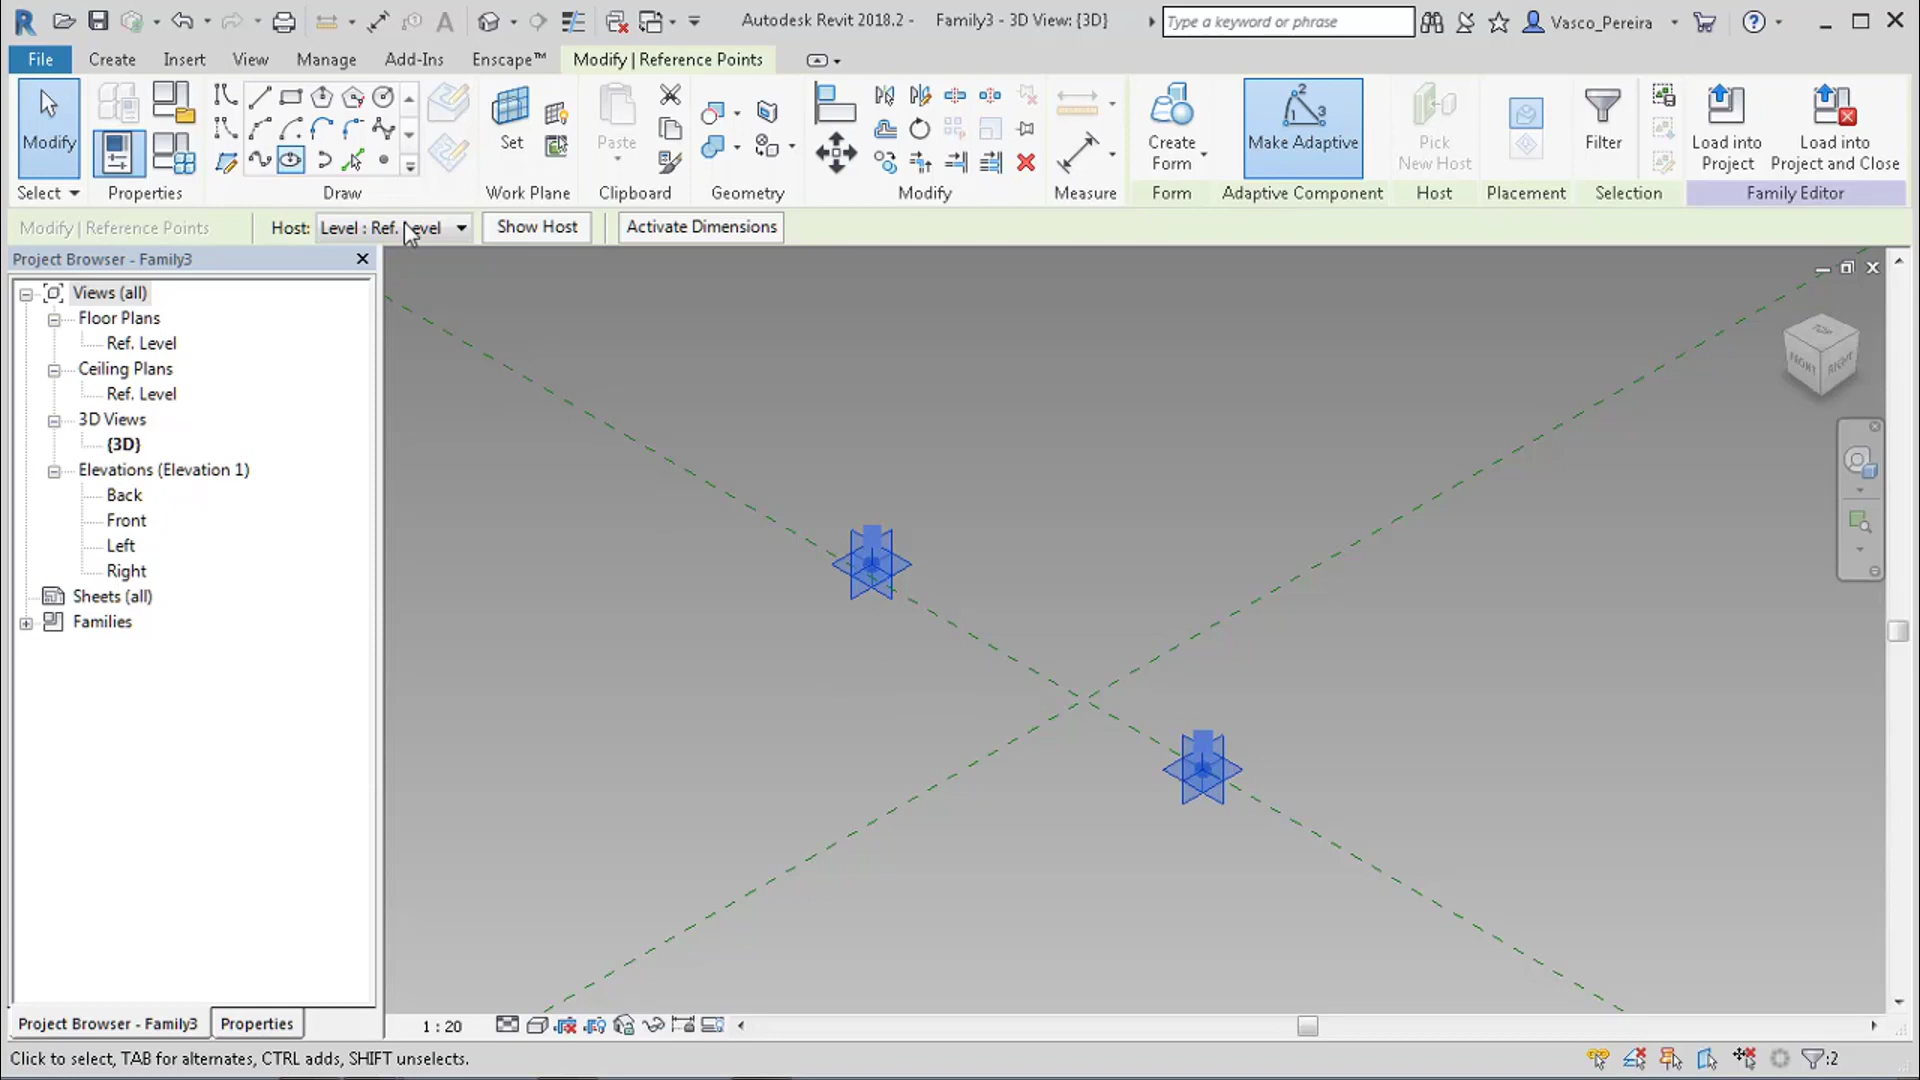 Autodesk Revit 2018.2 - Family3 - 3D View: {3D}
Type a keyword or phrase
Vasco_Pereira
File Create Insert View Manage Add-Ins Enscape™ Modify | Reference Points
Modify
Set
Paste
Create
Form
Make Adaptive
Pick
New Host
Filter
Load into
Project
Load into
Project and Close
Select Properties Draw Work Plane Clipboard Geometry Modify Measure Form Adaptive Component Host Placement Selection Family Editor
Modify | Reference Points Host: Level : Ref. Level Show Host Activate Dimensions
Project Browser - Family3
Views (all)
Floor Plans
Ref. Level
Ceiling Plans
Ref. Level
3D Views
{3D}
Elevations (Elevation 1)
Back
Front
Left
Right
Sheets (all)
Families
TOP
FRONT
RIGHT
Project Browser - Family3 Properties
1 : 20
Click to select, TAB for alternates, CTRL adds, SHIFT unselects.
:2